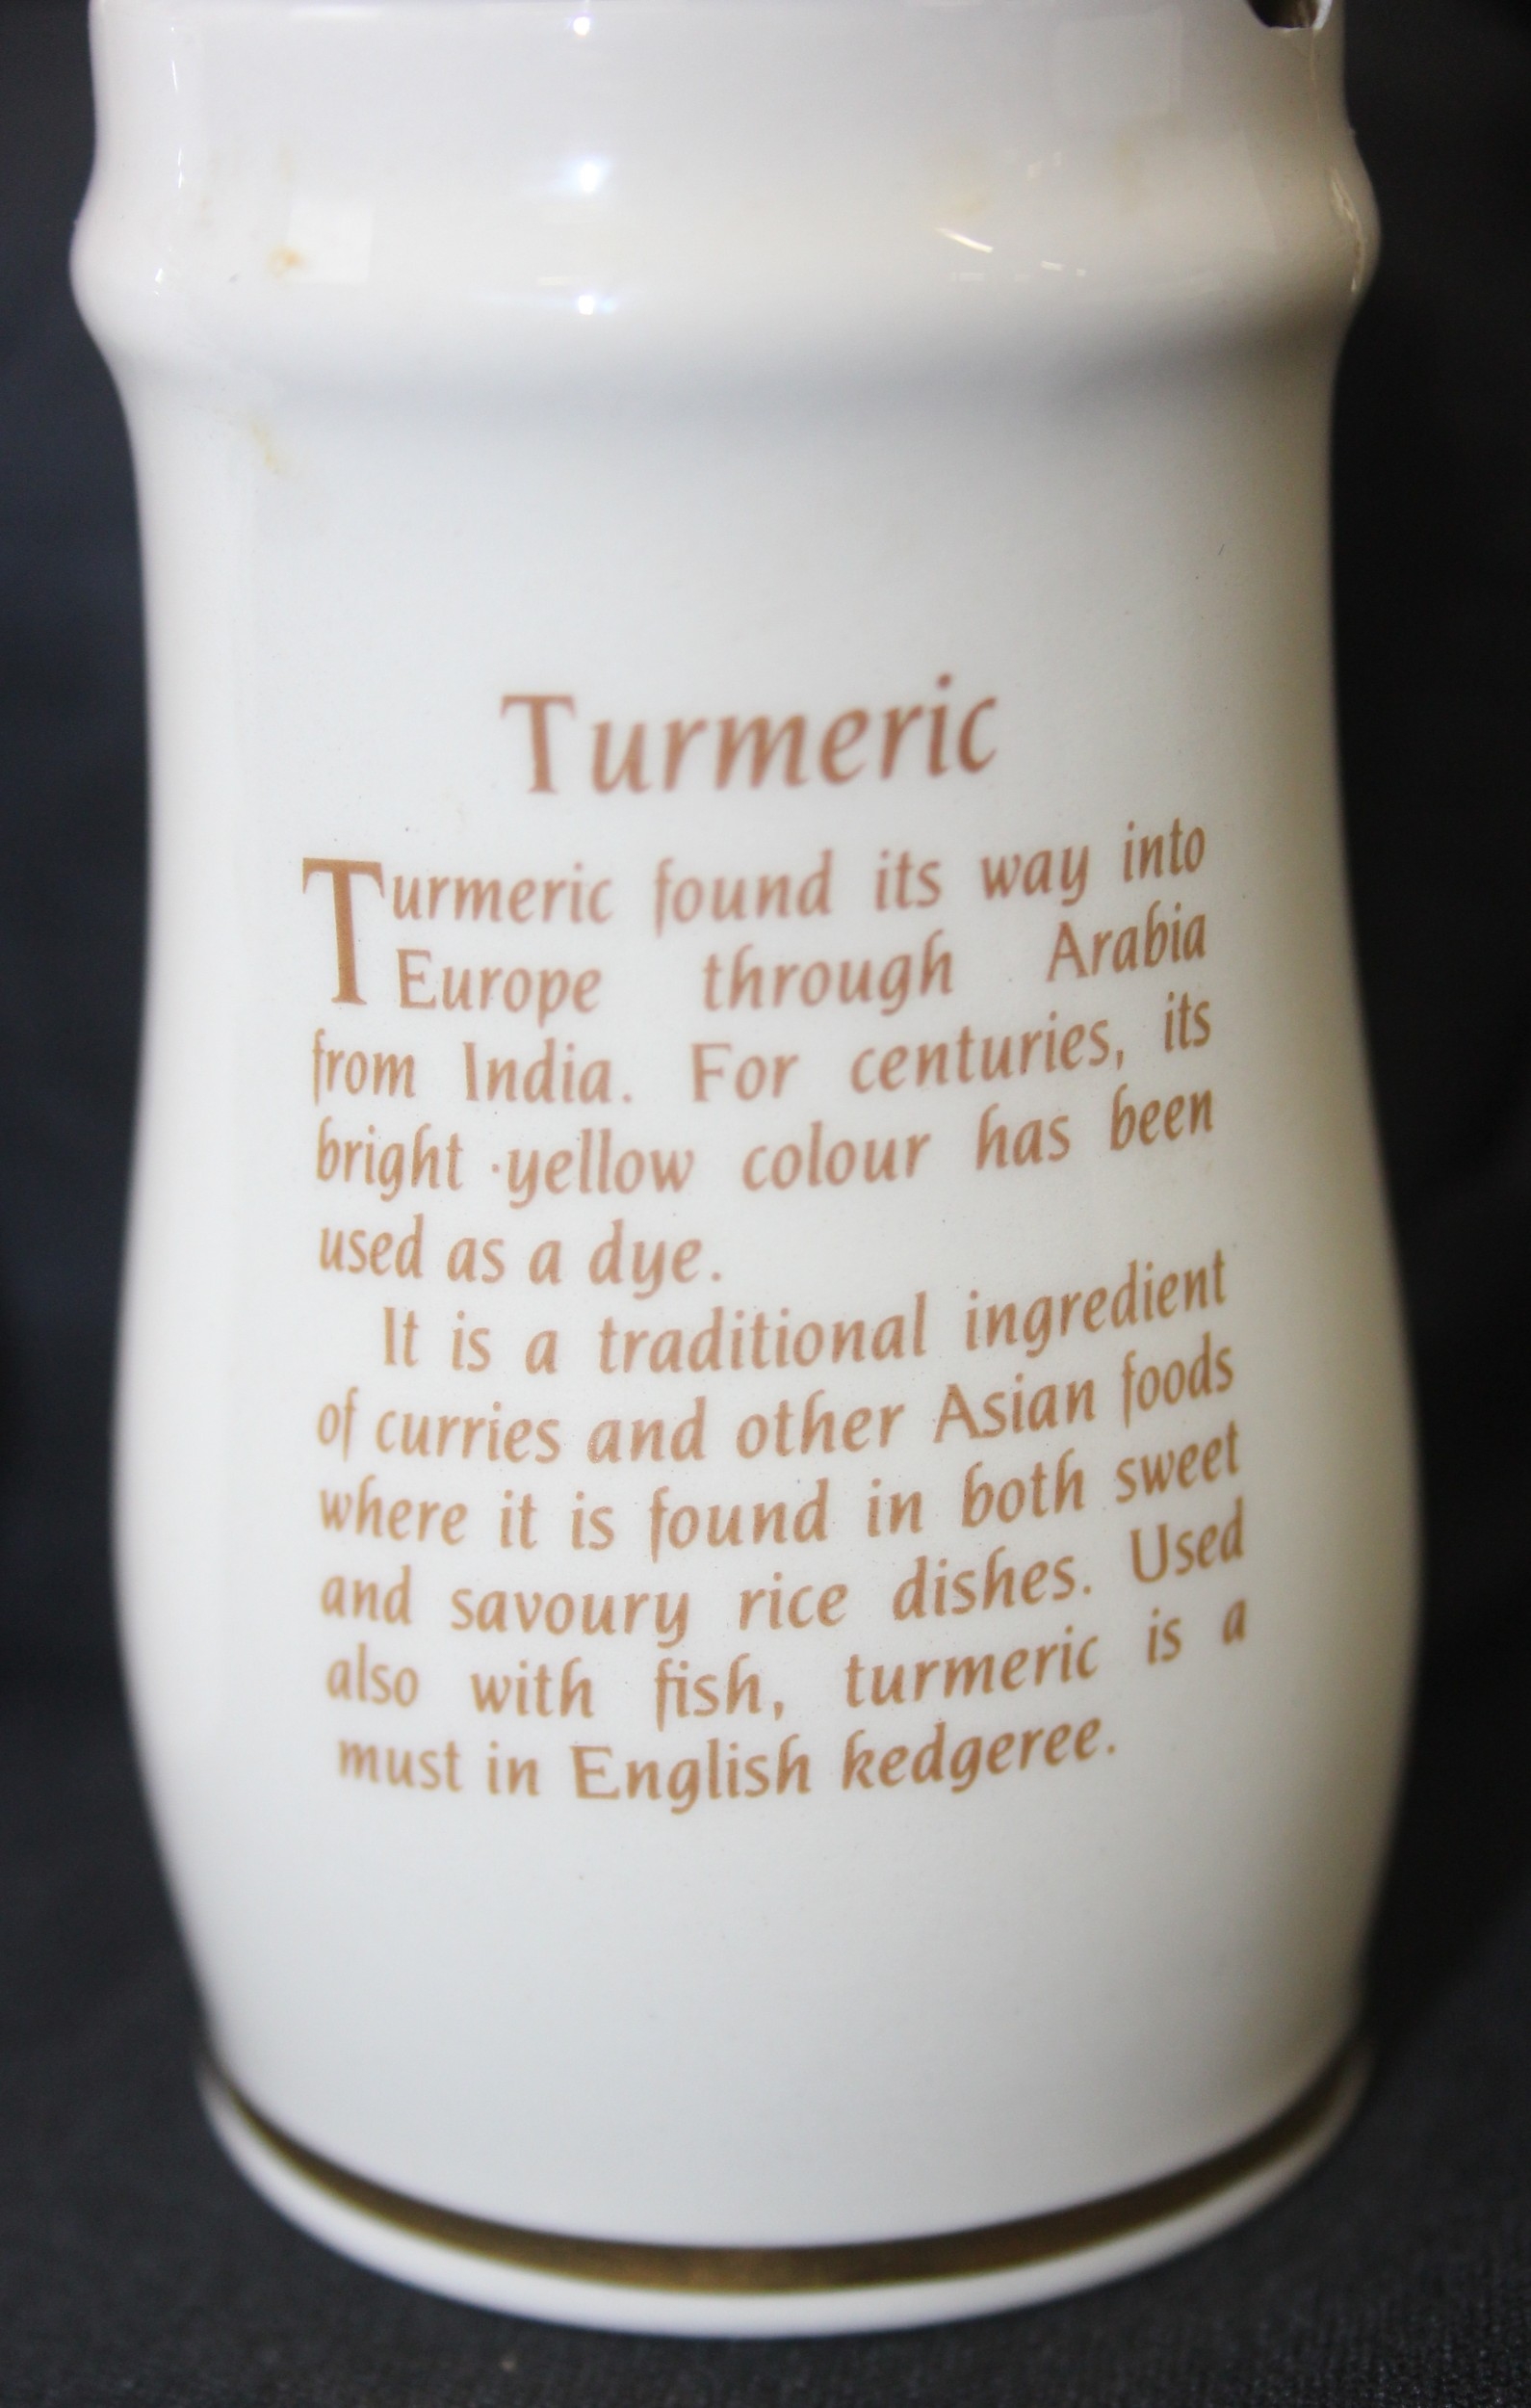 Turmeric
Turmeric found its way into
Europe through Arabia
from India. For centuries, its
bright yellow colour has been
used as a dye.
It is a traditional ingredient
of curries and other Asian foods
where it is found in both sweet
and savoury rice dishes. Used
also with fish, turmeric is a
must in English kedgeree.